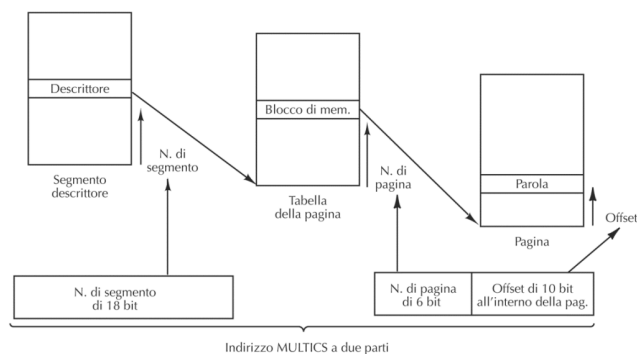 Descrittore
Blocco di mem.
Parola
N. di
segmento
N. di
pagina
Segmento
descrittore
Tabella
della pagina
Offset
Pagina
N. di segmento
di 18 bit
N. di pagina
di 6 bit
Offset di 10 bit
all'interno della pag.
Indirizzo MULTICS a due parti